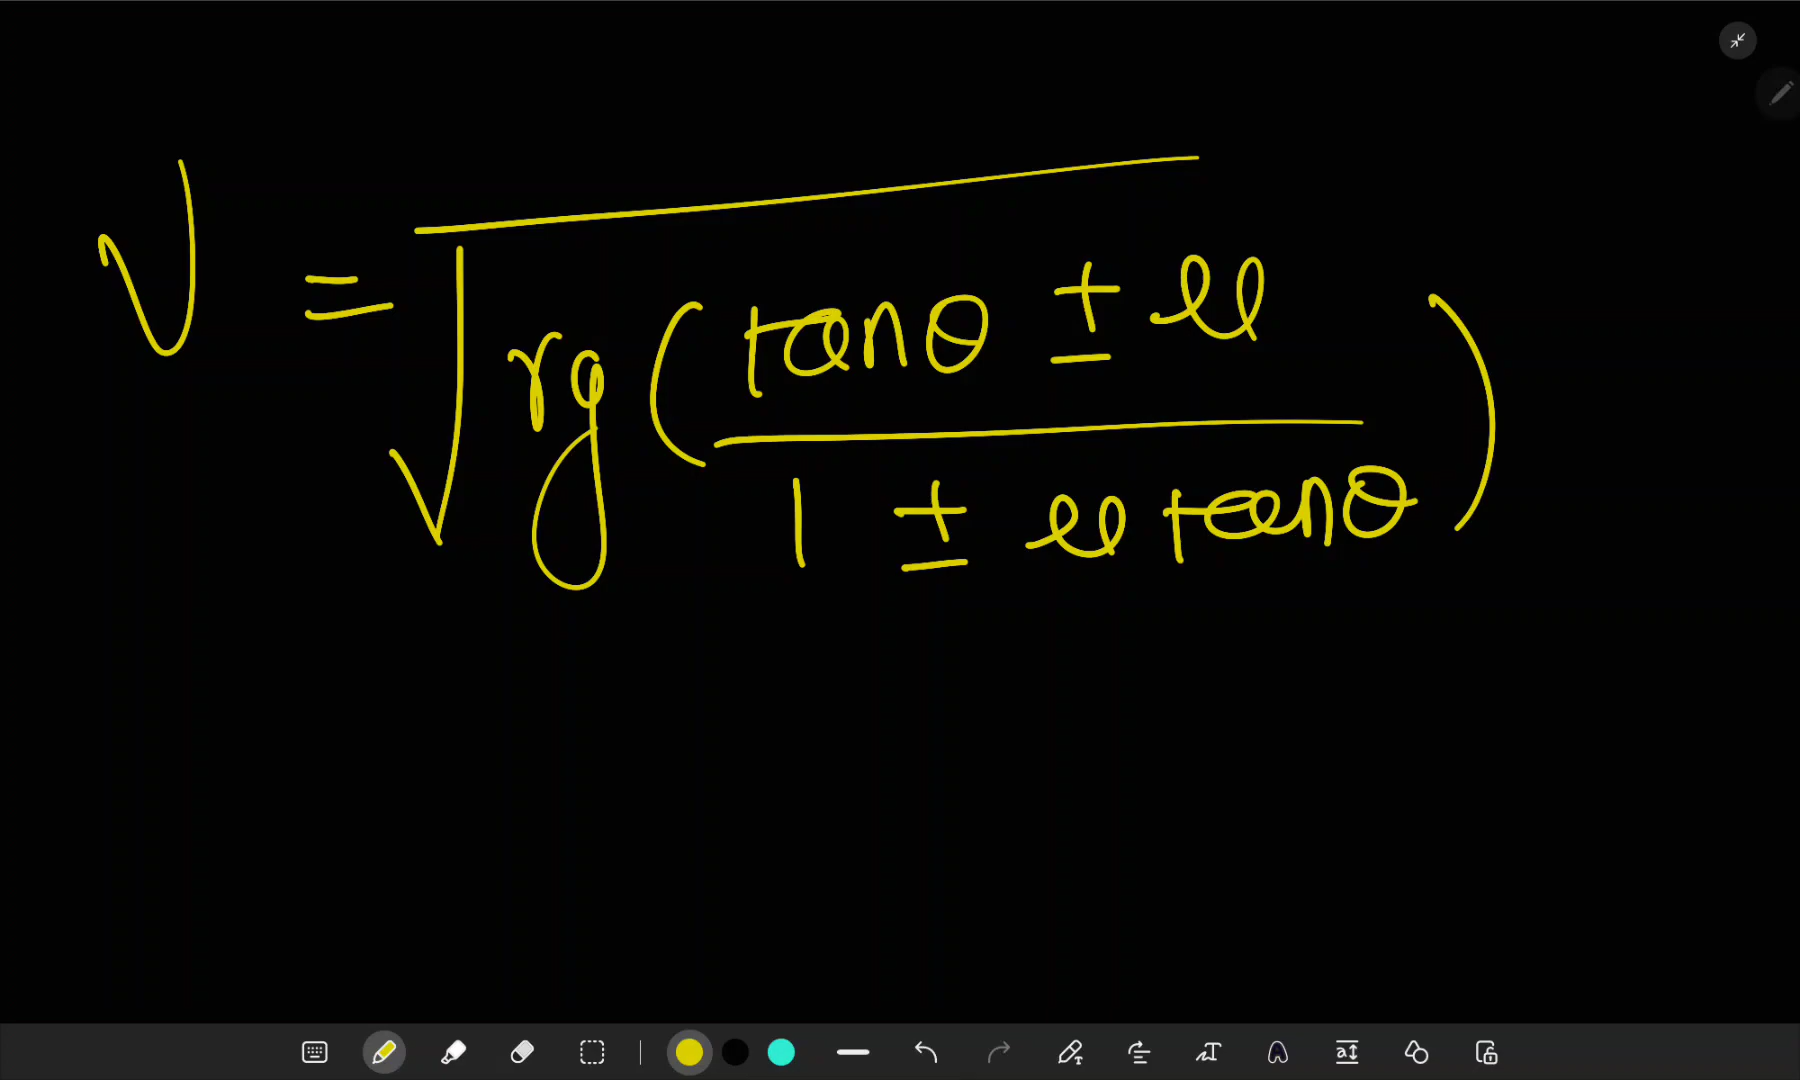 V = √rg(tanθ ± μ / 1 ± μ tanθ)